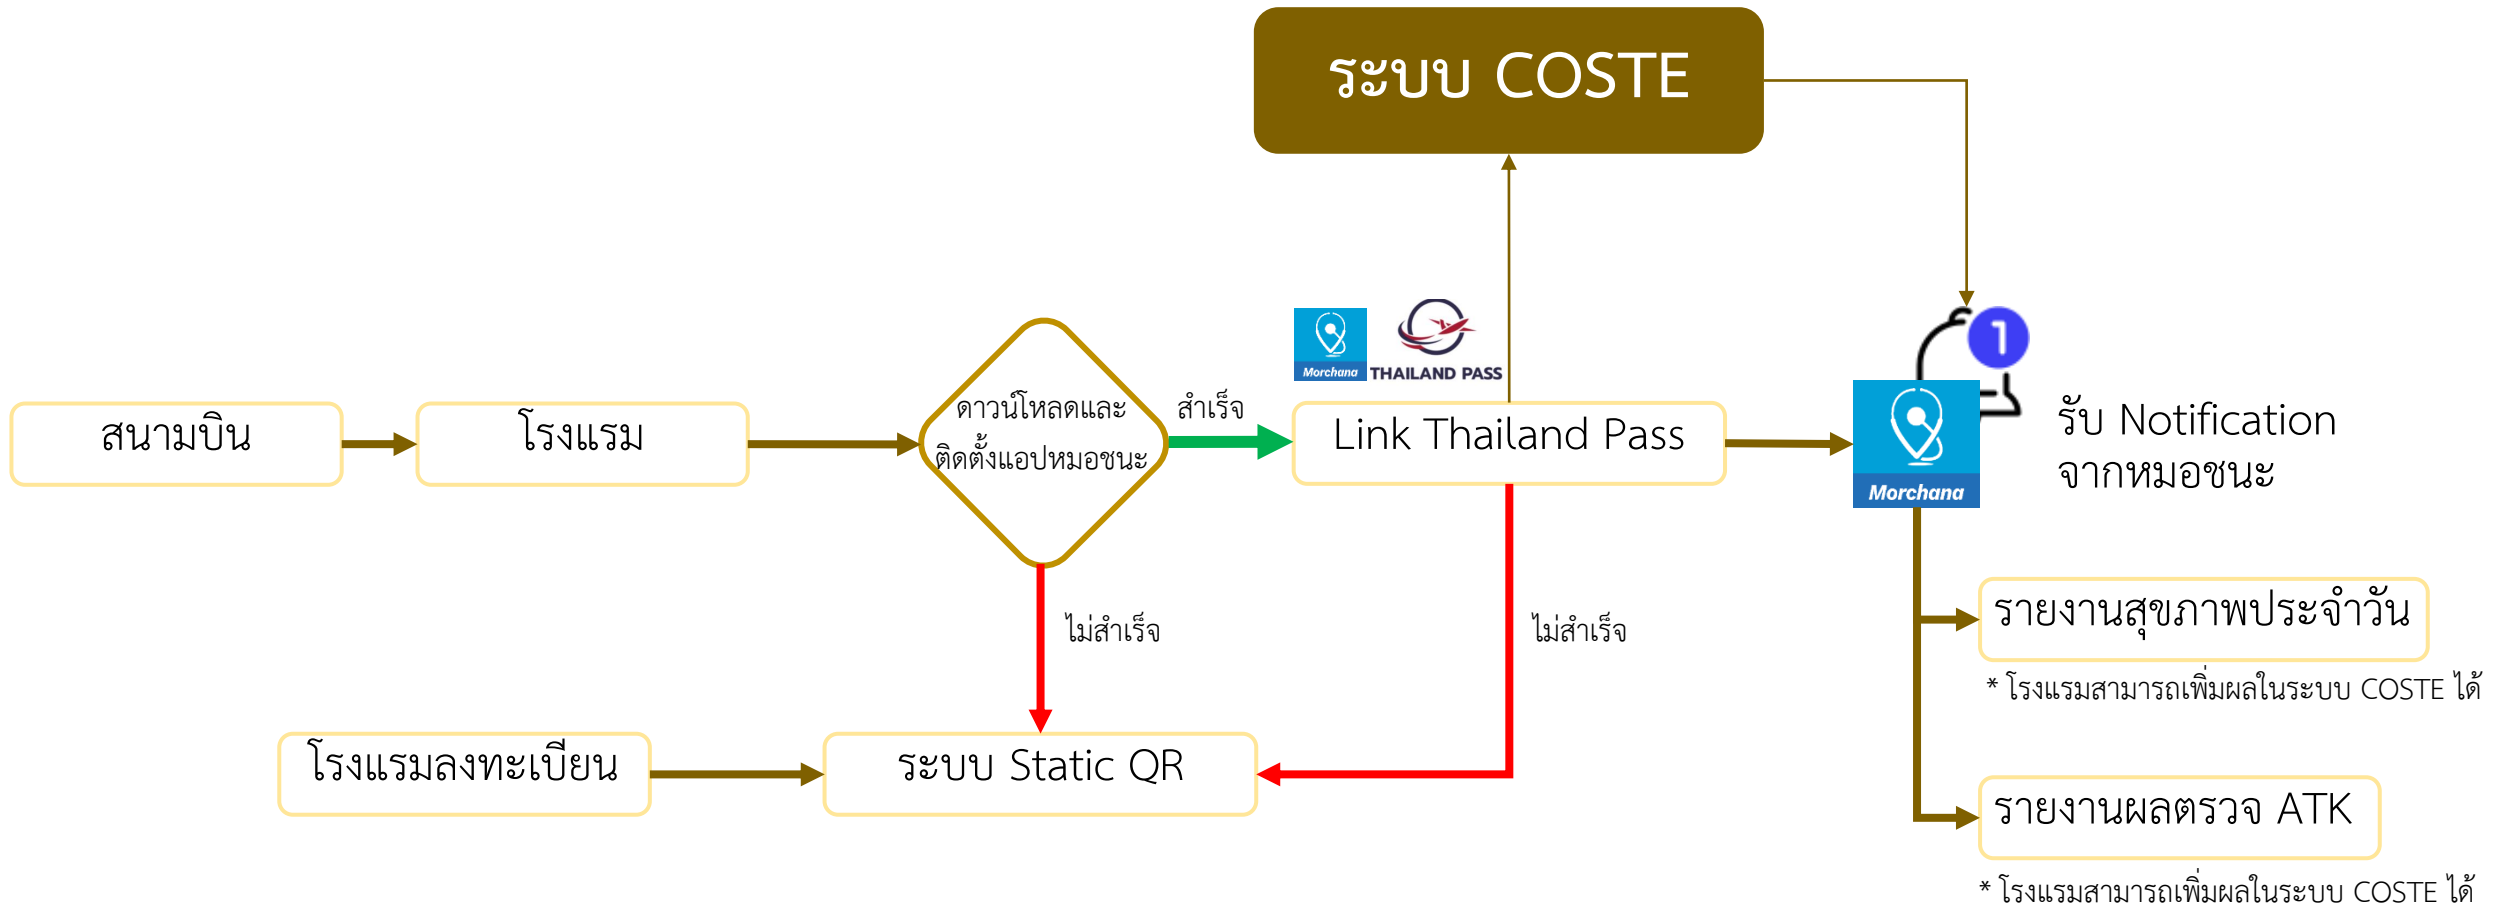 ระบบ COSTE
สนามบิน
โรงแรม
ดาวน์โหลดและ
ติดตั้งแอปหมอชนะ
สำเร็จ
Morchana
THAILAND PASS
Link Thailand Pass
1
Morchana
รับ Notification
จากหมอชนะ
ไม่สำเร็จ
ไม่สำเร็จ
รายงานสุขภาพประจำวัน
* โรงแรมสามารถเพิ่มผลในระบบ COSTE ได้
โรงแรมลงทะเบียน
ระบบ Static QR
รายงานผลตรวจ ATK
* โรงแรมสามารถเพิ่มผลในระบบ COSTE ได้